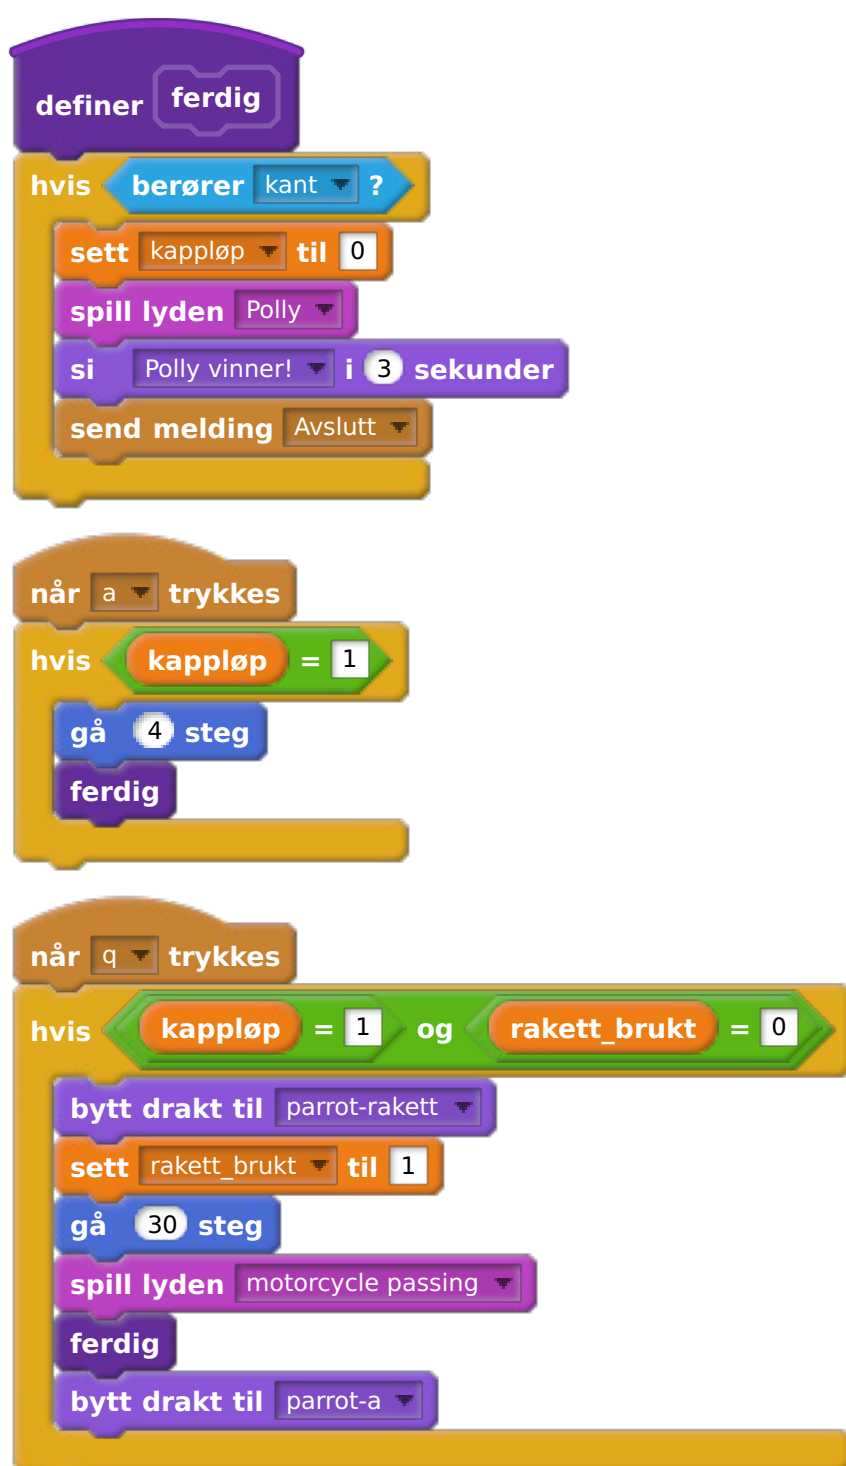 definer ferdig
hvis berører kant ?
sett kappløp til 0
spill lyden Polly
si Polly vinner! i 3 sekunder
send melding Avslutt
når a trykkes
hvis kappløp = 1
gå 4 steg
ferdig
når q trykkes
hvis kappløp = 1 og rakett_brukt = 0
bytt drakt til parrot-rakett
sett rakett_brukt til 1
gå 30 steg
spill lyden motorcycle passing
ferdig
bytt drakt til parrot-a